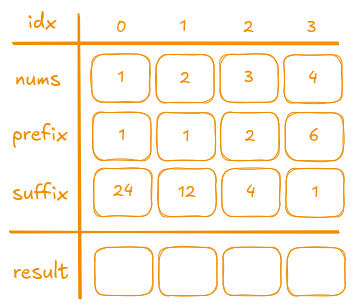 idx 0 1 2 3
nums 1 2 3 4
prefix 1 1 2 6
suffix 24 12 4 1
result